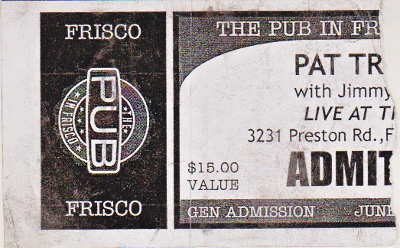 FRISCO
THE PUB
IN FRISCO
FRISCO
THE PUB IN FR
PAT TR
with Jimmy
LIVE AT T
3231 Preston Rd.,F
$15.00
VALUE
ADMIT
GEN ADMISSION JUNE